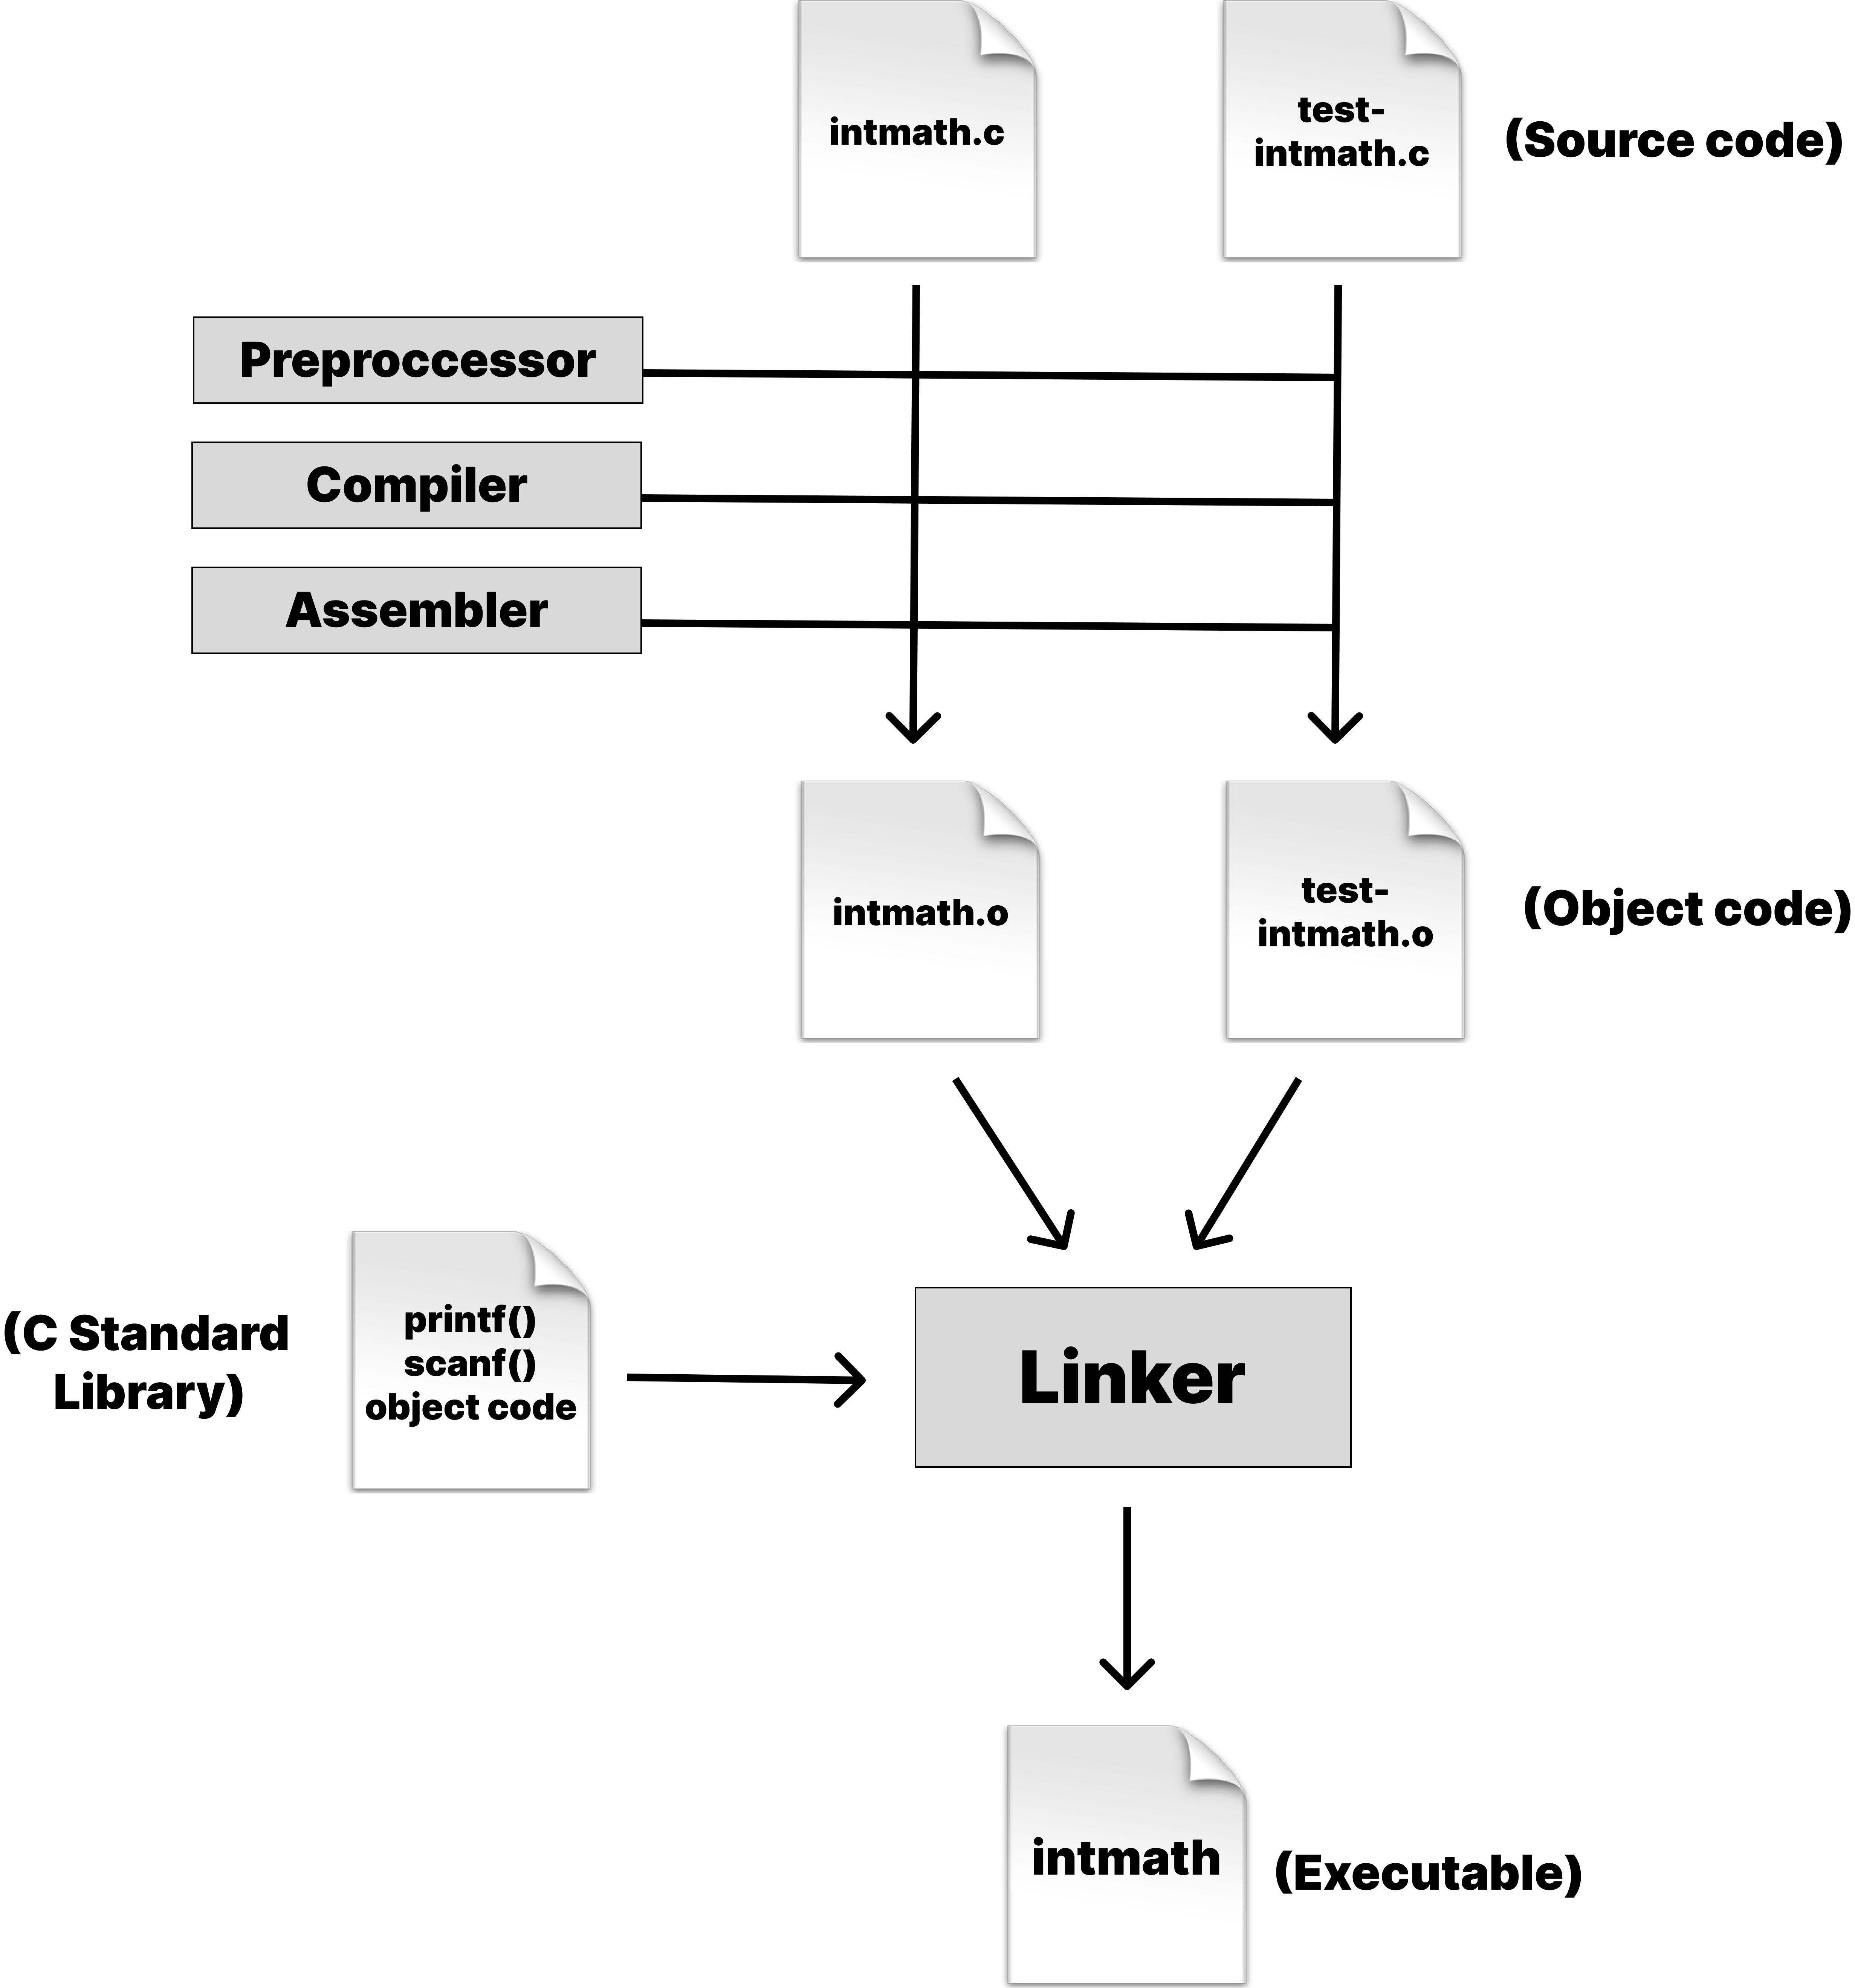 intmath.c
test-
intmath.c
(Source code)
Preproccessor
Compiler
Assembler
intmath.o
test-
intmath.o
(Object code)
(C Standard
Library)
printf()
scanf()
object code
Linker
intmath
(Executable)